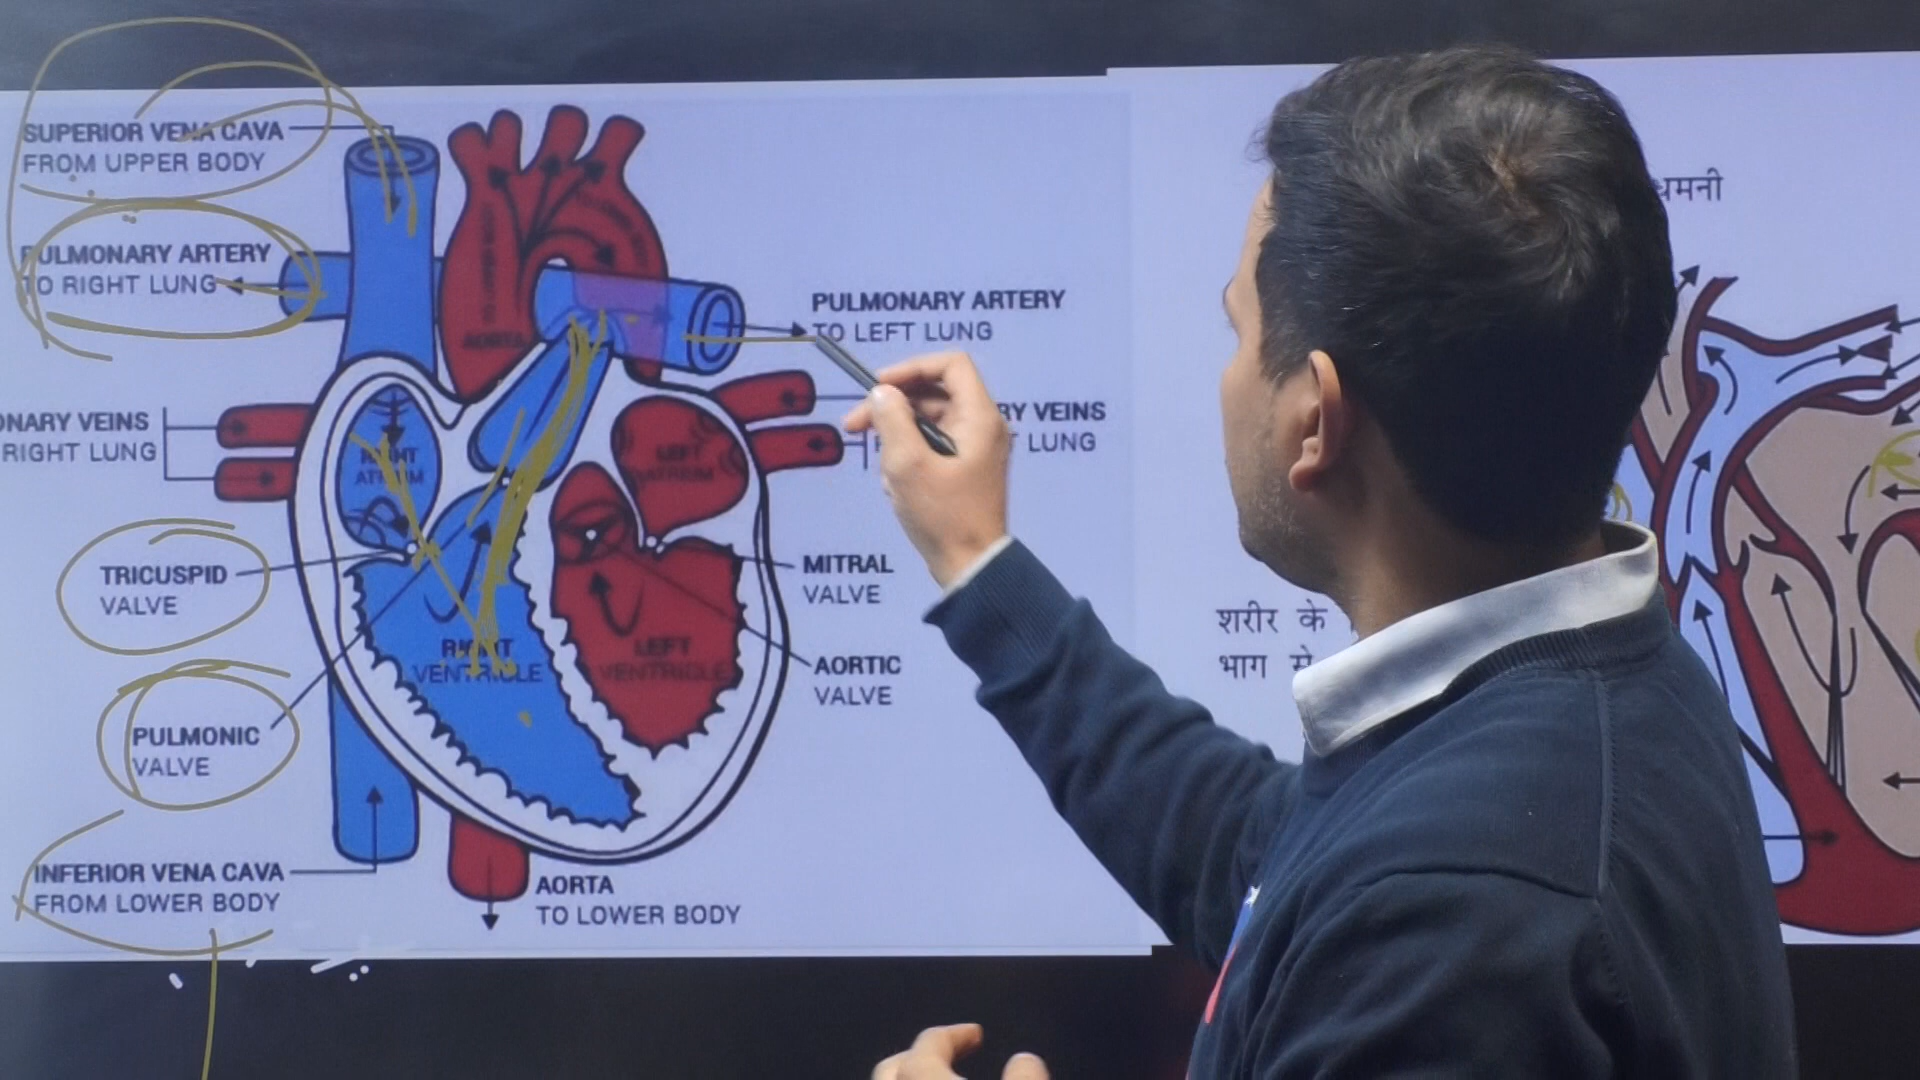 SUPERIOR VENA CAVA
FROM UPPER BODY
PULMONARY ARTERY
TO RIGHT LUNG
ONARY VEINS
RIGHT LUNG
TRICUSPID
VALVE
PULMONIC
VALVE
INFERIOR VENA CAVA
FROM LOWER BODY
AORTA
RIGHT
ATRIUM
LEFT
ATRIUM
RIGHT
VENTRICLE
LEFT
VENTRICLE
PULMONARY ARTERY
TO LEFT LUNG
RY VEINS
LUNG
MITRAL
VALVE
AORTIC
VALVE
AORTA
TO LOWER BODY
धमनी
शरीर के
भाग से